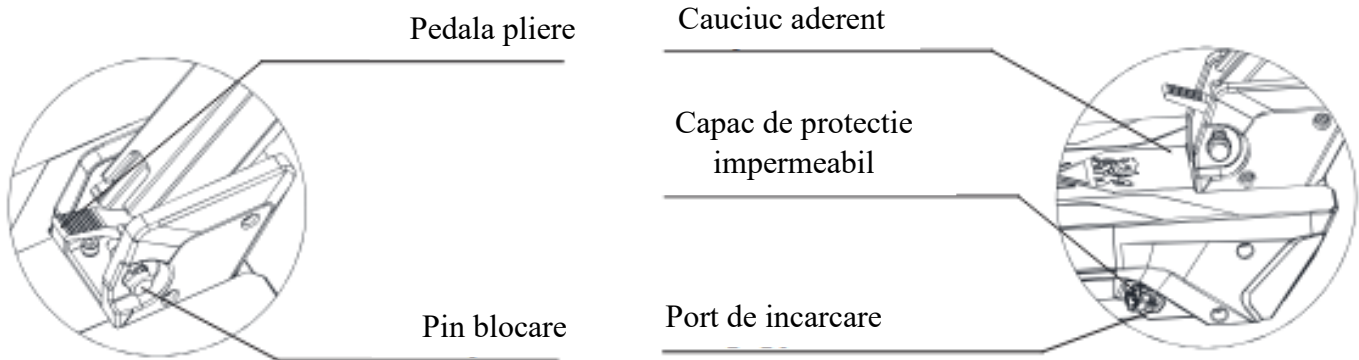 Pedala pliere
Cauciuc aderent
Capac de protectie
impermeabil
Pin blocare
Port de incarcare